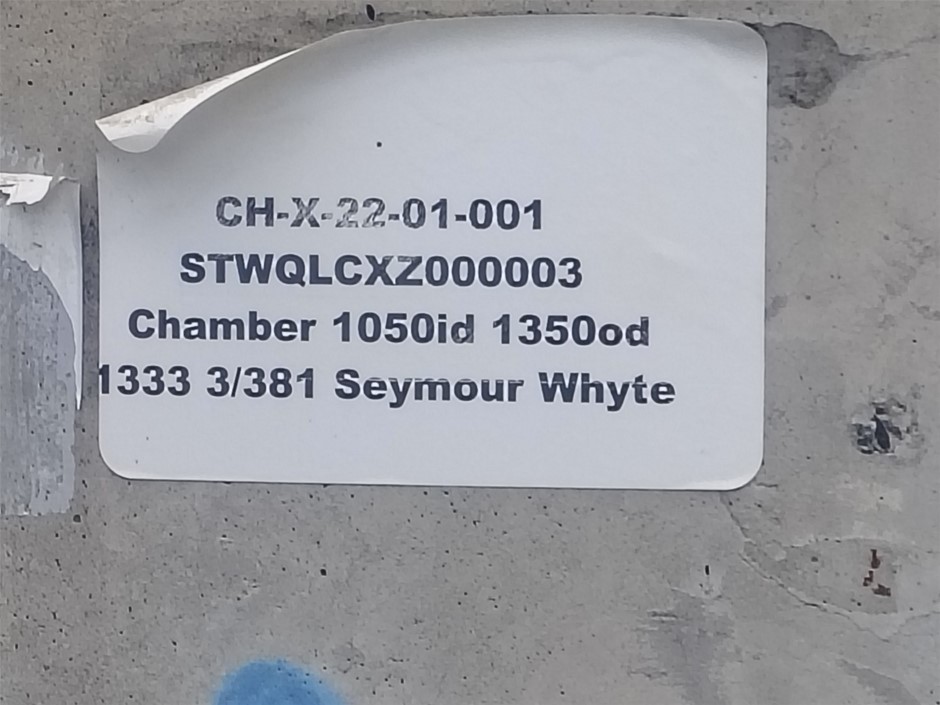 CH-X-22-01-001
STWQLCXZ000003
Chamber 1050id 1350od
1333 3/381 Seymour Whyte